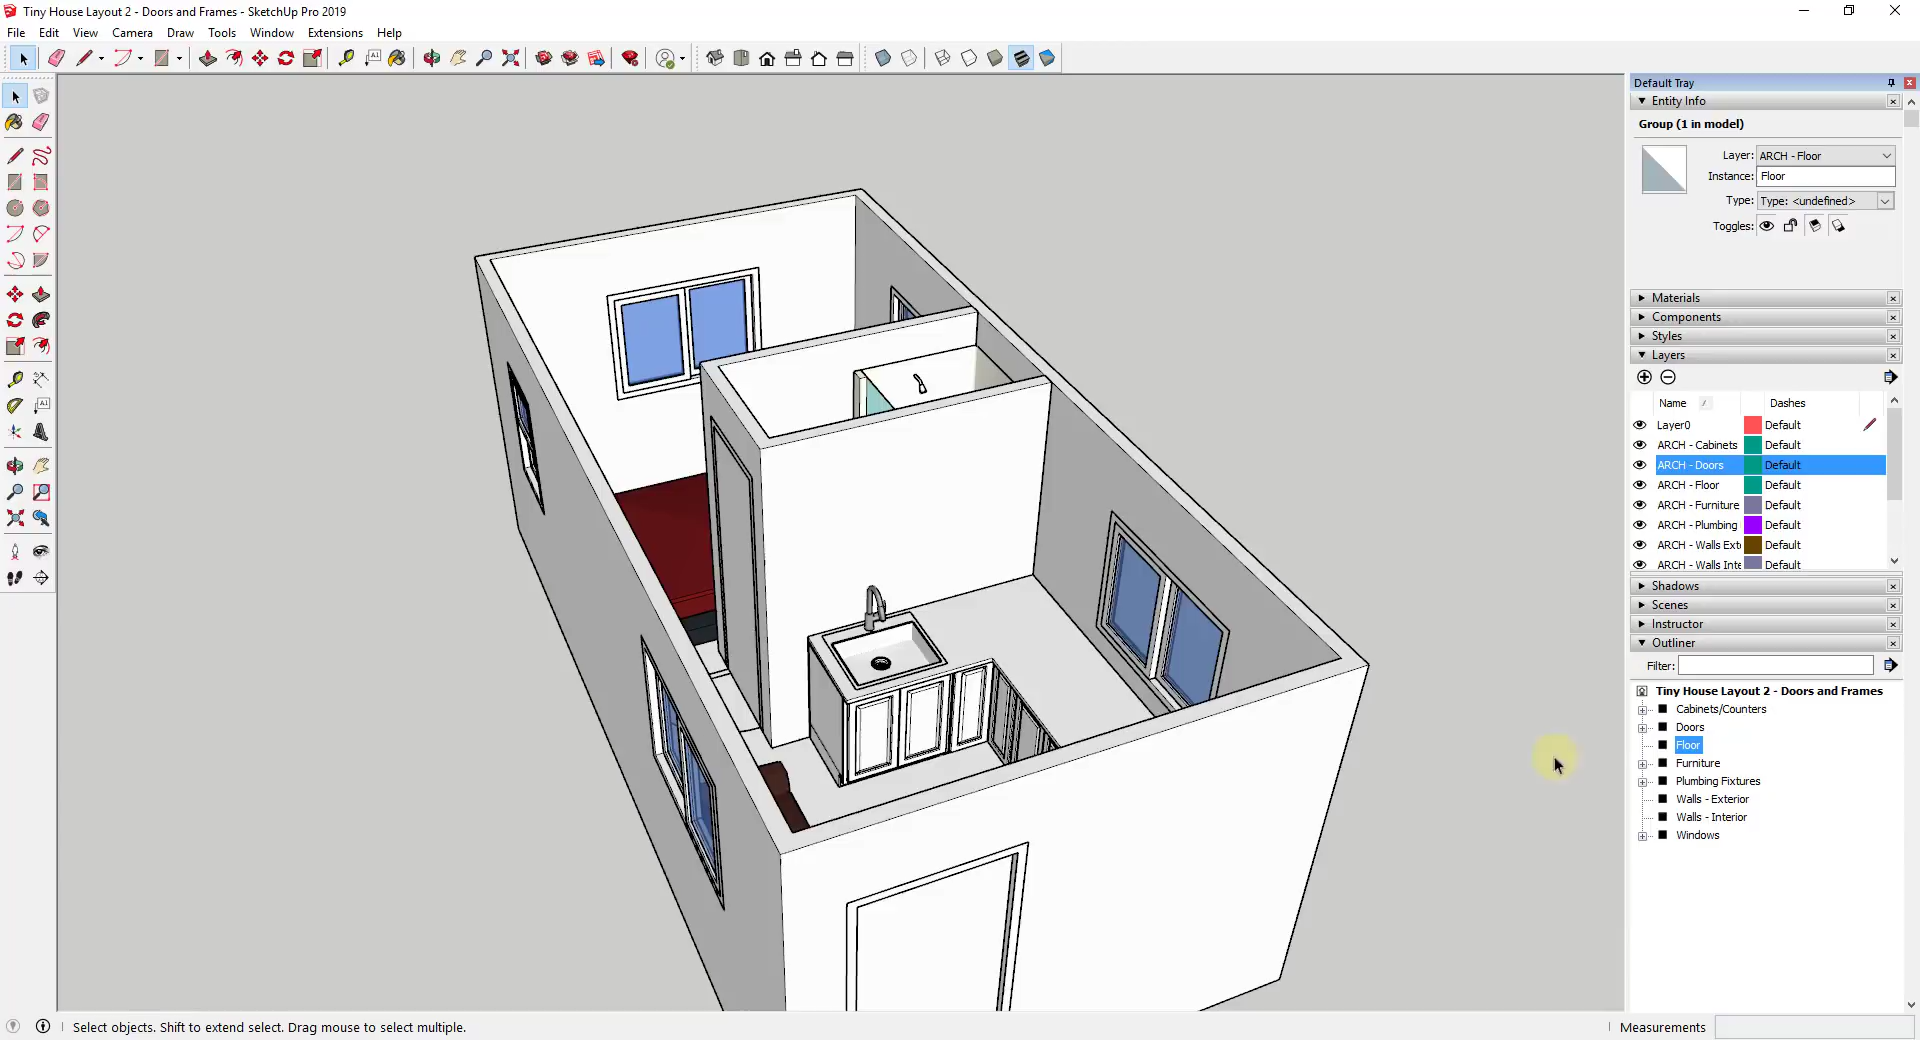 Tiny House Layout 2 - Doors and Frames - SketchUp Pro 2019
File Edit View Camera Draw Tools Window Extensions Help
Default Tray
Entity Info
Group (1 in model)
Layer: ARCH - Floor
Instance: Floor
Type: Type: <undefined>
Toggles:
Materials
Components
Styles
Layers
Name Dashes
Layer0 Default
ARCH - Cabinets Default
ARCH - Doors Default
ARCH - Floor Default
ARCH - Furniture Default
ARCH - Plumbing Default
ARCH - Walls Ext Default
ARCH - Walls Inte Default
Shadows
Scenes
Instructor
Outliner
Filter:
Tiny House Layout 2 - Doors and Frames
Cabinets/Counters
Doors
Floor
Furniture
Plumbing Fixtures
Walls - Exterior
Walls - Interior
Windows
Select objects. Shift to extend select. Drag mouse to select multiple. Measurements